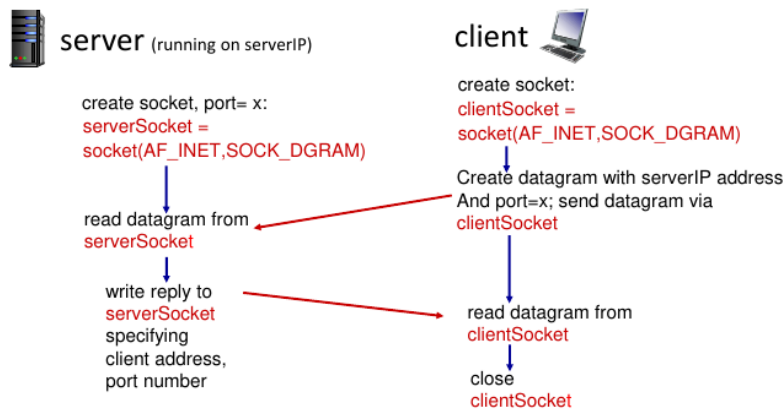 server (running on serverIP)
create socket, port= x:
serverSocket =
socket(AF_INET,SOCK_DGRAM)
read datagram from
serverSocket
write reply to
serverSocket
specifying
client address,
port number
client
create socket:
clientSocket =
socket(AF_INET,SOCK_DGRAM)
Create datagram with serverIP address
And port=x; send datagram via
clientSocket
read datagram from
clientSocket
close
clientSocket